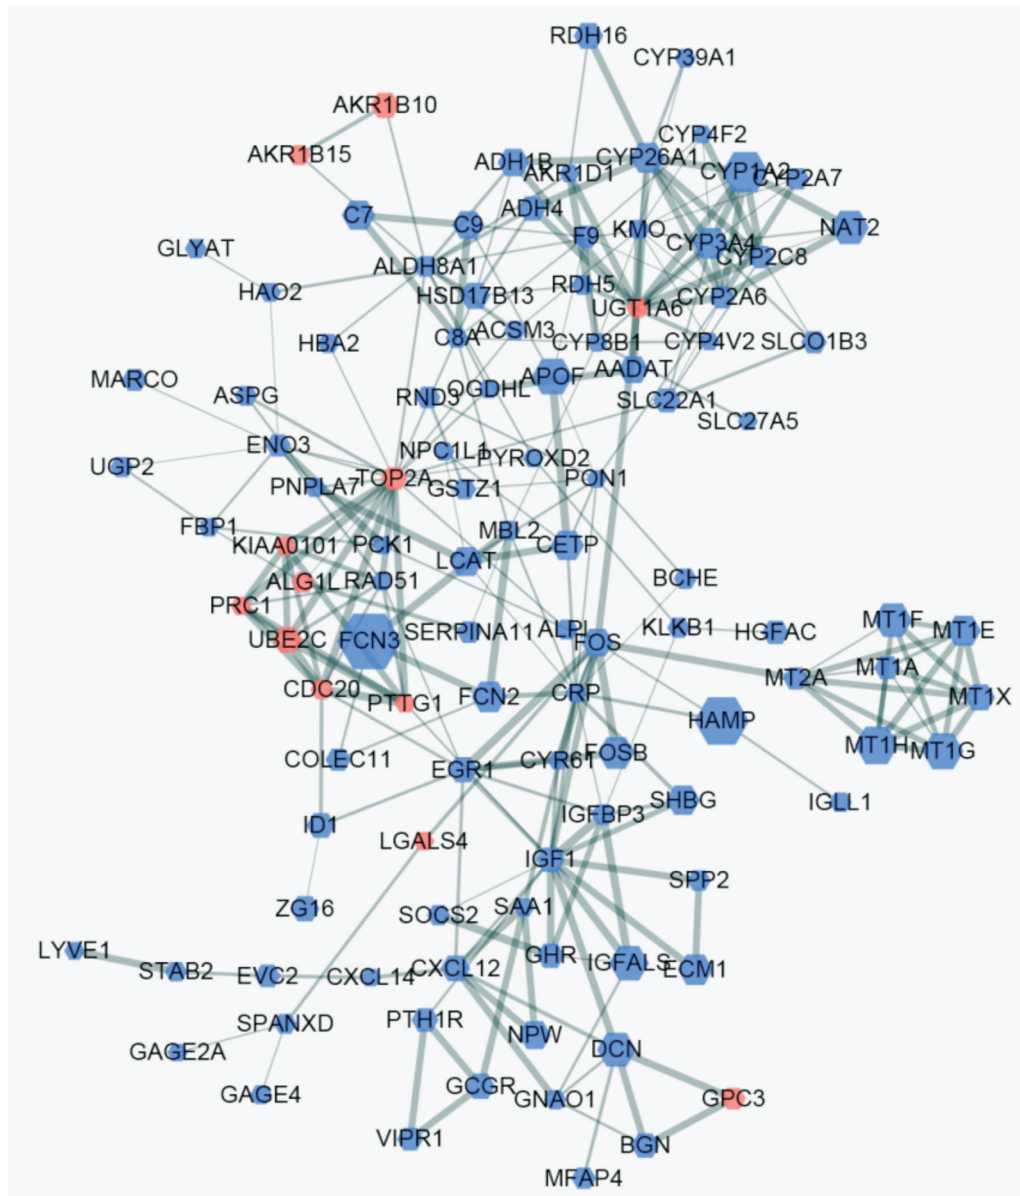 RDH16
CYP39A1
AKR1B10
CYP4F2
AKR1B15
ADH1B
CYP26A1
AKR1D1
CYP1A2
CYP2A7
C7
C9
ADH4
F9
KMO
CYP3A4
NAT2
GLYAT
CYP2C8
ALDH8A1
HAO2
HSD17B13
RDH5
UGT1A6
CYP2A6
HBA2
C8A
ACSM3
CYP8B1
CYP4V2
SLCO1B3
MARCO
ASPG
RND3
OGDHL
APOF
AADAT
SLC22A1
SLC27A5
ENO3
NPC1L1
PYROXD2
UGP2
PNPLA7
TOP2A
GSTZ1
PON1
FBP1
KIAA0101
PCK1
MBL2
LCAT
CETP
ALG1L
RAD51
BCHE
PRC1
UBE2C
FCN3
SERPINA11
ALPL
FOS
KLKB1
HGFAC
MT1F
MT1E
MT1A
MT2A
MT1X
CDC20
PTTG1
FCN2
CRP
HAMP
MT1H
MT1G
COLEC11
EGR1
CYR61
FOSB
ID1
LGALS4
IGFBP3
SHBG
IGLL1
IGF1
SPP2
ZG16
SOCS2
SAA1
LYVE1
STAB2
EVC2
CXCL14
CXCL12
GHR
IGFALS
ECM1
SPANXD
PTH1R
NPW
DCN
GAGE2A
GAGE4
GCGR
GNAO1
GPC3
VIPR1
BGN
MFAP4